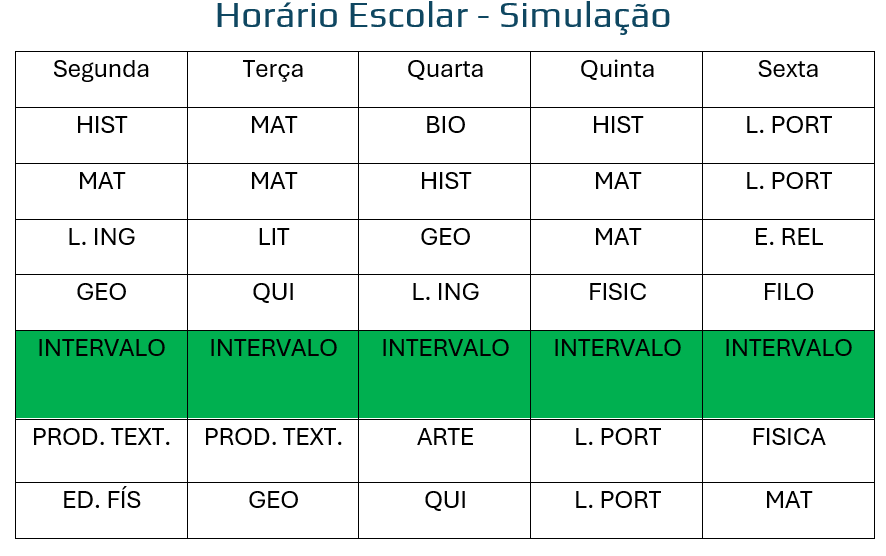 Horário Escolar - Simulação
Segunda Terça Quarta Quinta Sexta
HIST MAT BIO HIST L. PORT
MAT MAT HIST MAT L. PORT
L. ING LIT GEO MAT E. REL
GEO QUI L. ING FISIC FILO
INTERVALO INTERVALO INTERVALO INTERVALO INTERVALO
PROD. TEXT. PROD. TEXT. ARTE L. PORT FISICA
ED. FÍS GEO QUI L. PORT MAT